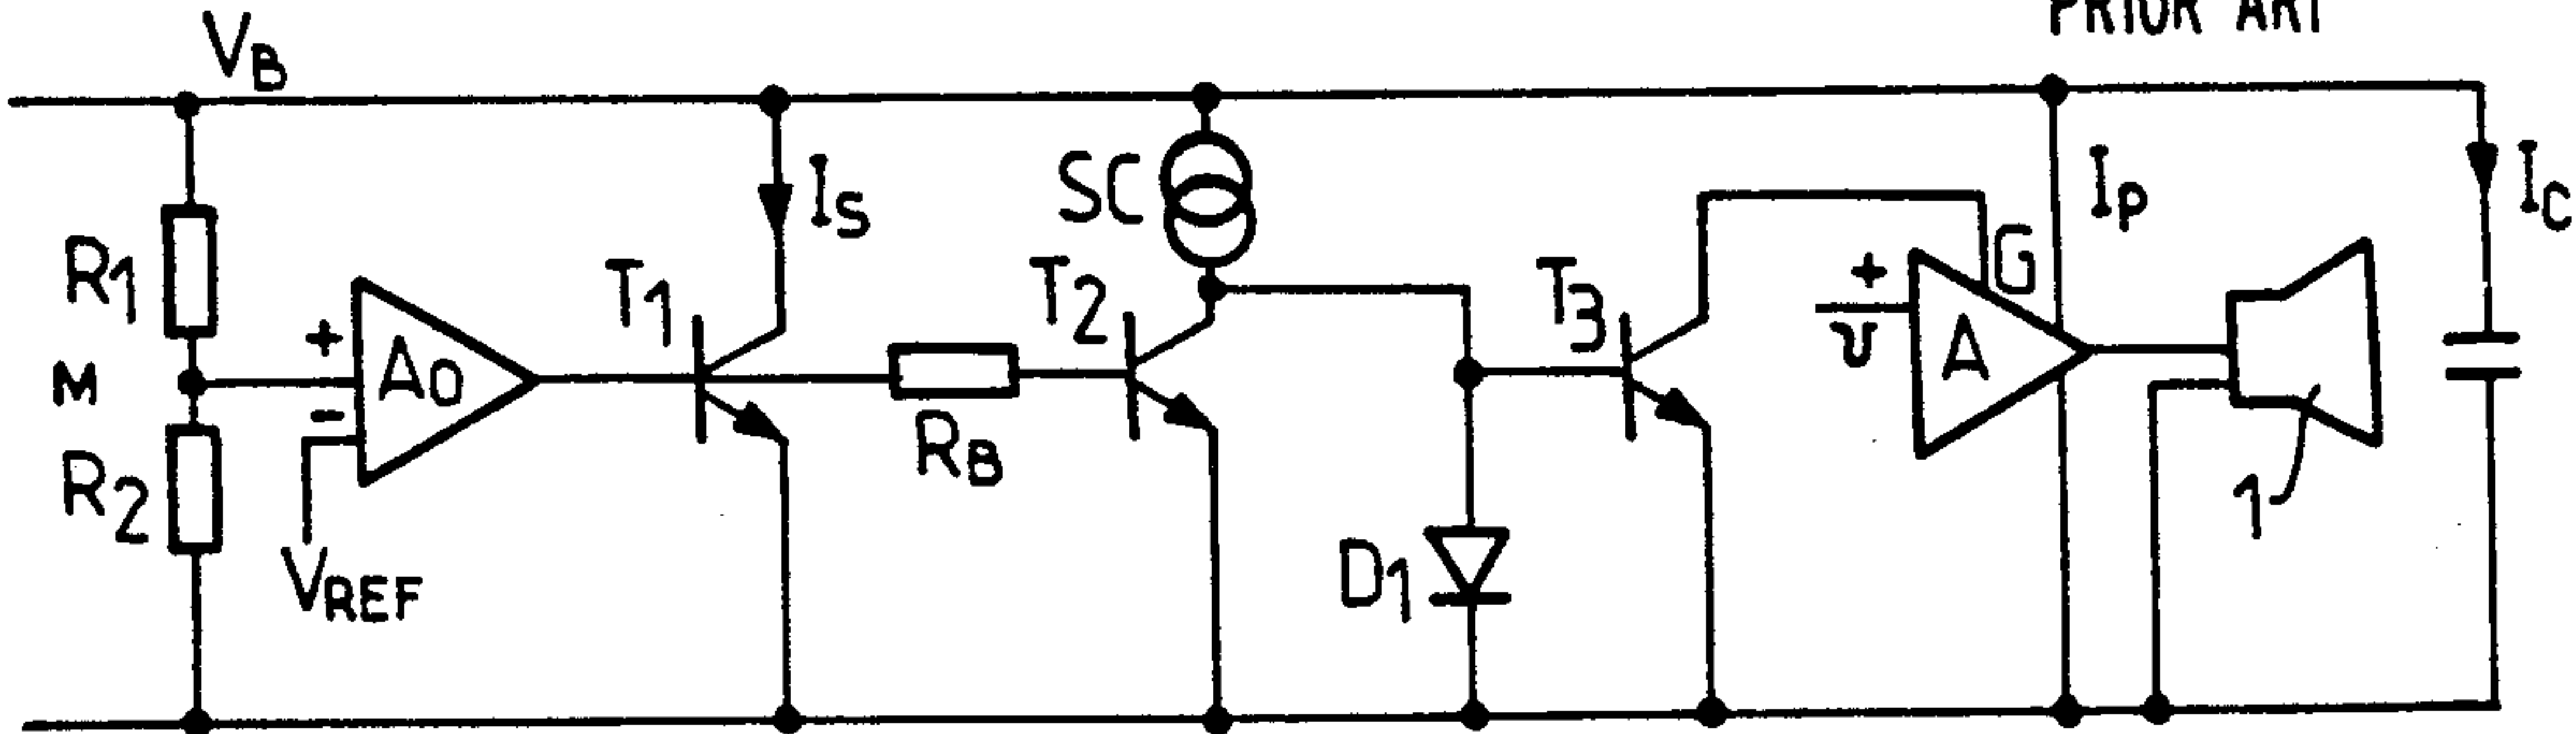 PRIOR ART
VB
R1
M
R2
+
-
A0
VREF
T1
IS
RB
T2
SC
D1
T3
+
υ
G
A
IP
1
IC